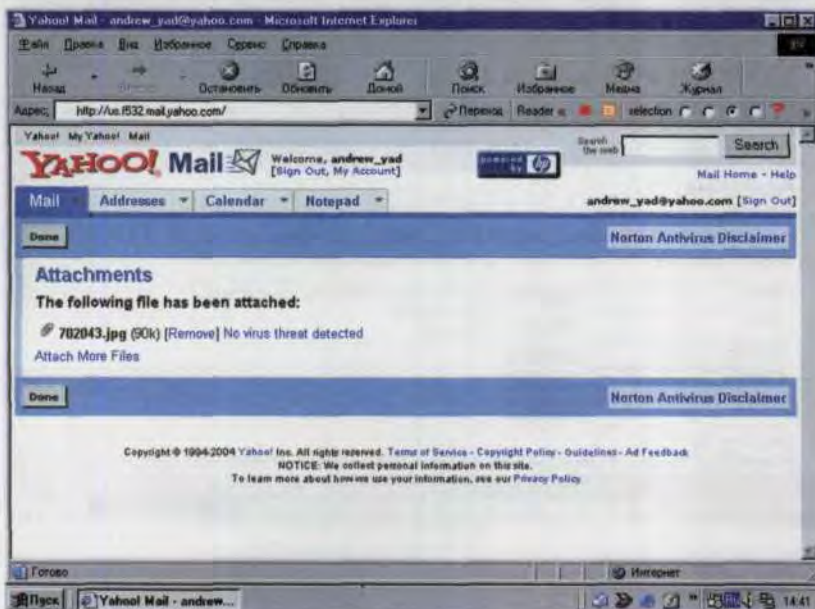 Yahoo! Mail - andrew_yad@yahoo.com - Microsoft Internet Explorer
Файл Правка Вид Избранное Сервис Справка
Назад Остановить Обновить Домой Поиск Избранное Медиа Журнал
Адрес: http://us.f532.mail.yahoo.com/ Переход Reader selection
Yahoo! My Yahoo! Mail
YAHOO! Mail Welcome, andrew_yad powered by hp Search the web Search
[Sign Out, My Account]
Mail Home - Help
Mail Addresses Calendar Notepad andrew_yad@yahoo.com [Sign Out]
Done Norton Antivirus Disclaimer
Attachments
The following file has been attached:
702043.jpg (90k) [Remove] No virus threat detected
Attach More Files
Done Norton Antivirus Disclaimer
Copyright © 1994-2004 Yahoo! Inc. All rights reserved. Terms of Service - Copyright Policy - Guidelines - Ad Feedback
NOTICE: We collect personal information on this site.
To learn more about how we use your information, see our Privacy Policy
Готово Интернет
Пуск Yahoo! Mail - andrew... 14:41